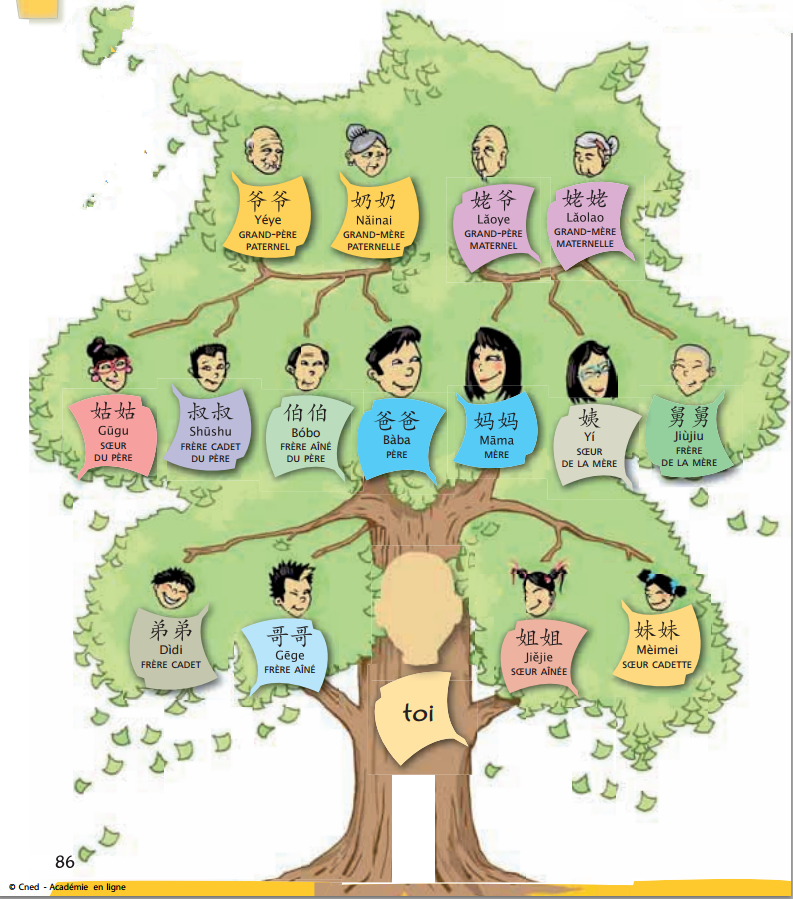 爷爷
Yéye
GRAND-PÈRE
PATERNEL
奶奶
Nǎinai
GRAND-MÈRE
PATERNELLE
姥爷
Lǎoye
GRAND-PÈRE
MATERNEL
姥姥
Lǎolao
GRAND-MÈRE
MATERNELLE
姑姑
Gūgu
SŒUR
DU PÈRE
叔叔
Shūshu
FRÈRE CADET
DU PÈRE
伯伯
Bóbo
FRÈRE AÎNÉ
DU PÈRE
爸爸
Bàba
PÈRE
妈妈
Māma
MÈRE
姨
Yí
SŒUR
DE LA MÈRE
舅舅
Jiùjiu
FRÈRE
DE LA MÈRE
弟弟
Dìdi
FRÈRE CADET
哥哥
Gēge
FRÈRE AÎNÉ
toi
姐姐
Jiějie
SŒUR AÎNÉE
妹妹
Mèimei
SŒUR CADETTE
86
© Cned - Académie en ligne